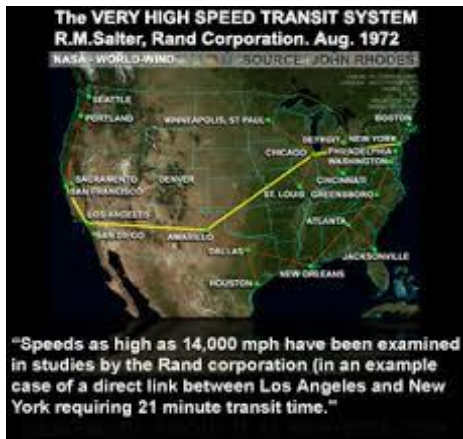 The VERY HIGH SPEED TRANSIT SYSTEM
R.M.Salter, Rand Corporation. Aug. 1972
NASA - WORLD-WIND SOURCE: JOHN RHODES
SEATTLE
PORTLAND
MINNEAPOLIS, ST PAUL
BOSTON
DETROIT NEW YORK
CHICAGO PHILADELPHIA
WASHINGTON
SACRAMENTO
SAN FRANCISCO
DENVER
CINCINNATI
ST. LOUIS GREENSBORO
LOS ANGELES
SAN DIEGO
AMARILLO
ATLANTA
DALLAS
JACKSONVILLE
NEW ORLEANS
HOUSTON
"Speeds as high as 14,000 mph have been examined
in studies by the Rand corporation (in an example
case of a direct link between Los Angeles and New
York requiring 21 minute transit time."